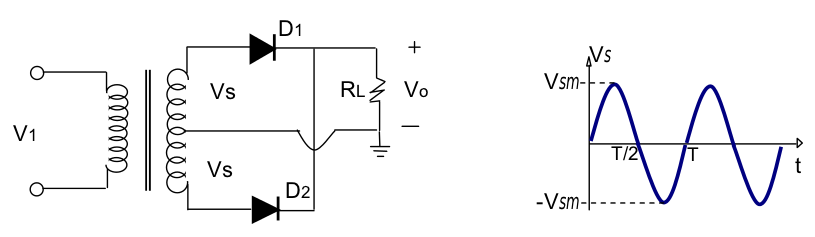 D1
+
Vs
RL
Vo
V1
—
Vs
D2
Vs
Vsm
T/2
T
t
-Vsm